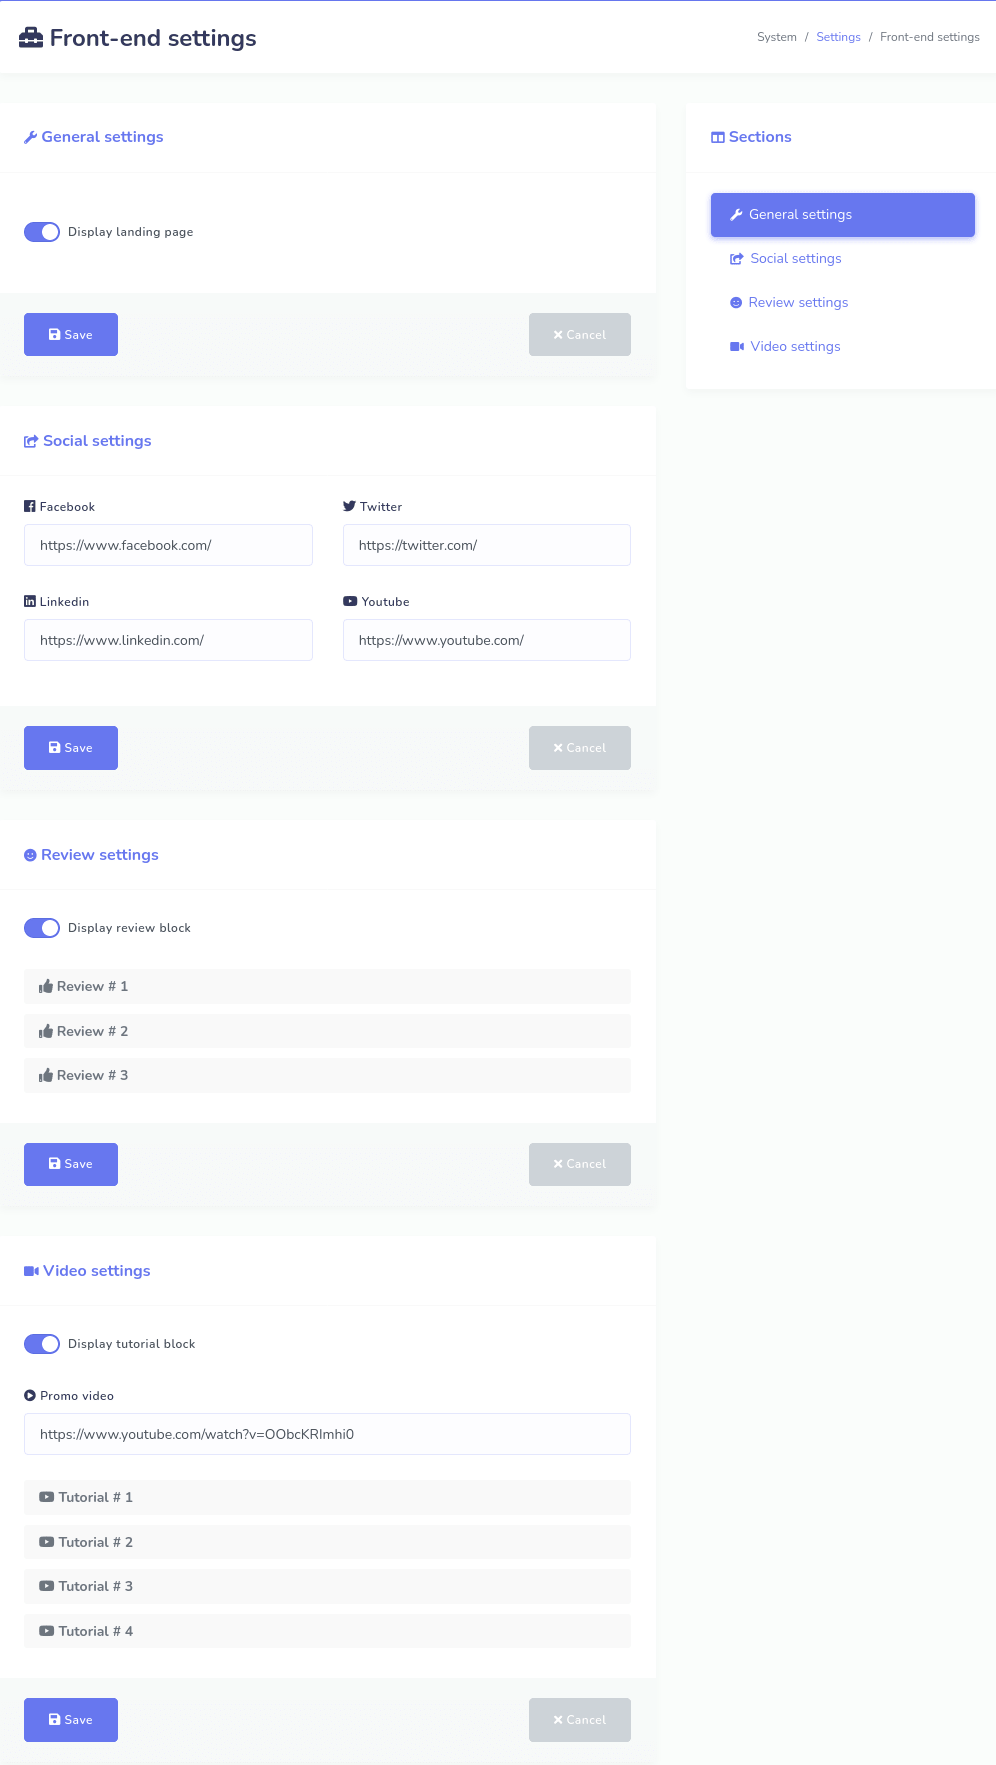 Front-end settings
System / Settings / Front-end settings
General settings
Display landing page
Save
Cancel
Sections
General settings
Social settings
Review settings
Video settings
Social settings
Facebook
Twitter
https://www.facebook.com/
https://twitter.com/
Linkedin
Youtube
https://www.linkedin.com/
https://www.youtube.com/
Save
Cancel
Review settings
Display review block
Review # 1
Review # 2
Review # 3
Save
Cancel
Video settings
Display tutorial block
Promo video
https://www.youtube.com/watch?v=OObcKRImhi0
Tutorial # 1
Tutorial # 2
Tutorial # 3
Tutorial # 4
Save
Cancel